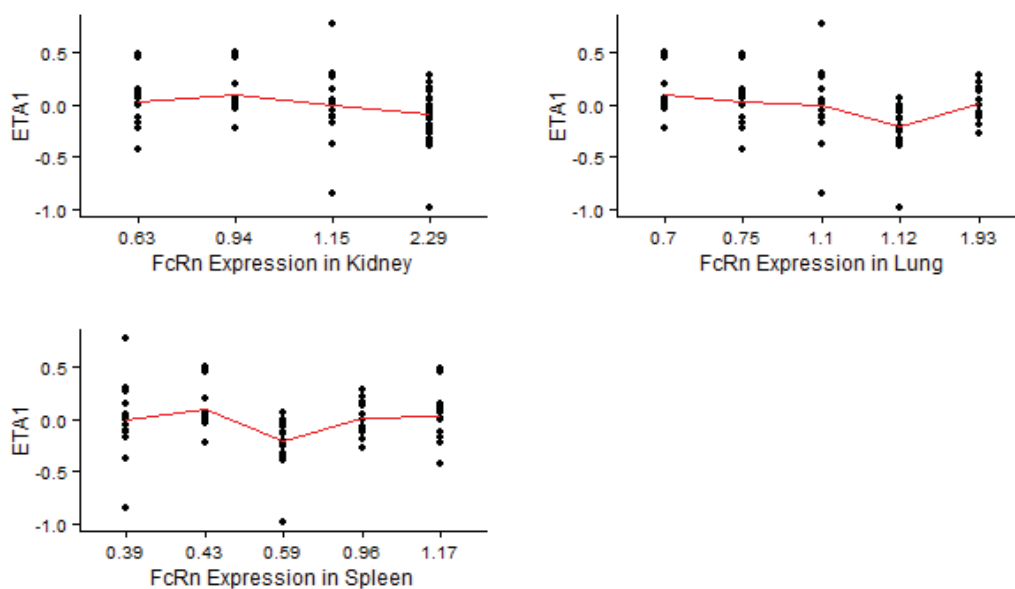 ETA1
0.5
0.0
-0.5
-1.0
0.63 0.94 1.15 2.29
FcRn Expression in Kidney
ETA1
0.5
0.0
-0.5
-1.0
0.7 0.75 1.1 1.12 1.93
FcRn Expression in Lung
ETA1
0.5
0.0
-0.5
-1.0
0.39 0.43 0.59 0.96 1.17
FcRn Expression in Spleen